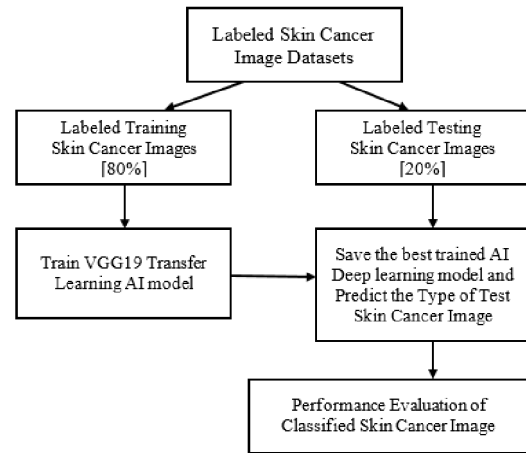 Labeled Skin Cancer
Image Datasets
Labeled Training
Skin Cancer Images
[80%]
Labeled Testing
Skin Cancer Images
[20%]
Train VGG19 Transfer
Learning AI model
Save the best trained AI
Deep learning model and
Predict the Type of Test
Skin Cancer Image
Performance Evaluation of
Classified Skin Cancer Image